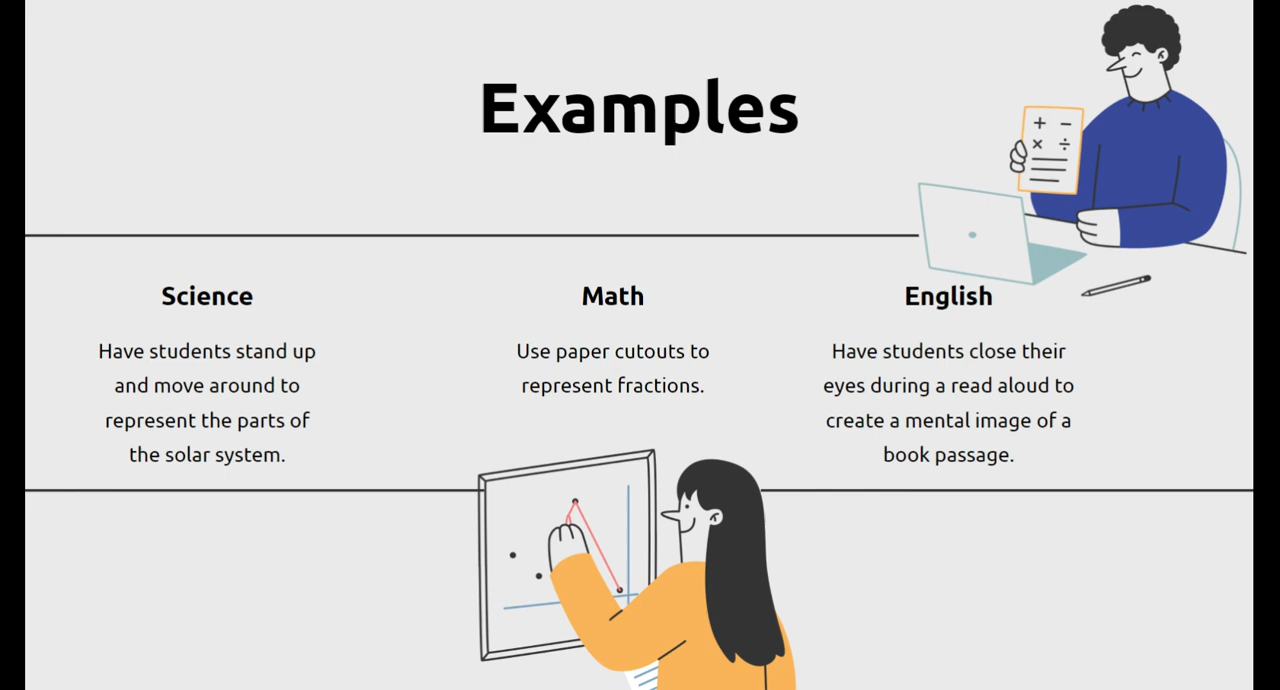 Examples
+ −
× ÷
Science
Have students stand up
and move around to
represent the parts of
the solar system.
Math
Use paper cutouts to
represent fractions.
English
Have students close their
eyes during a read aloud to
create a mental image of a
book passage.